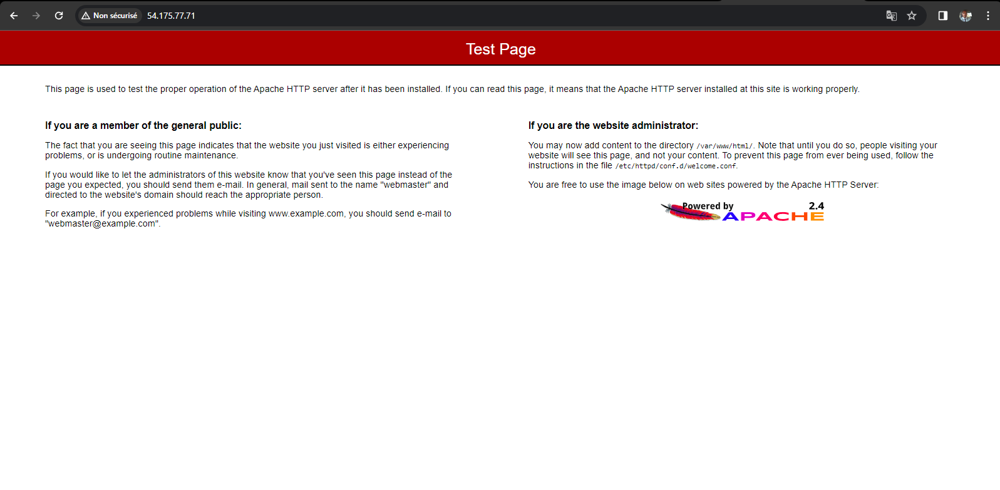 Non sécurisé 54.175.77.71
Test Page
This page is used to test the proper operation of the Apache HTTP server after it has been installed. If you can read this page, it means that the Apache HTTP server installed at this site is working properly.
If you are a member of the general public:
The fact that you are seeing this page indicates that the website you just visited is either experiencing
problems, or is undergoing routine maintenance.
If you would like to let the administrators of this website know that you've seen this page instead of the
page you expected, you should send them e-mail. In general, mail sent to the name "webmaster" and
directed to the website's domain should reach the appropriate person.
For example, if you experienced problems while visiting www.example.com, you should send e-mail to
"webmaster@example.com".
If you are the website administrator:
You may now add content to the directory /var/www/html/. Note that until you do so, people visiting your
website will see this page, and not your content. To prevent this page from ever being used, follow the
instructions in the file /etc/httpd/conf.d/welcome.conf.
You are free to use the image below on web sites powered by the Apache HTTP Server:
Powered by 2.4
APACHE